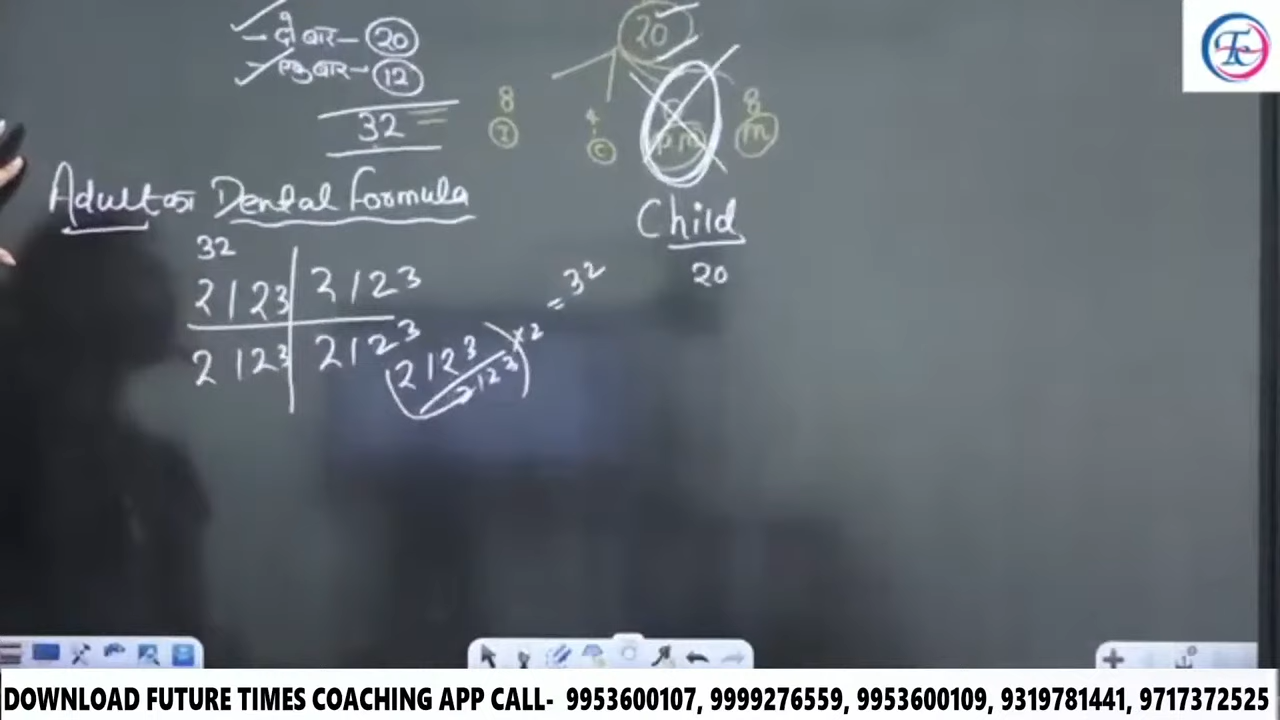 – दो बार – 20
– एक बार – 12
32
20
8
I
4
C
8
m
Adult का Dental Formula
32
2 1 2 3 | 2 1 2 3
2 1 2 3 | 2 1 2 3
(2 1 2 3 / 2 1 2 3) × 2 = 32
Child
20
DOWNLOAD FUTURE TIMES COACHING APP CALL- 9953600107, 9999276559, 9953600109, 9319781441, 9717372525